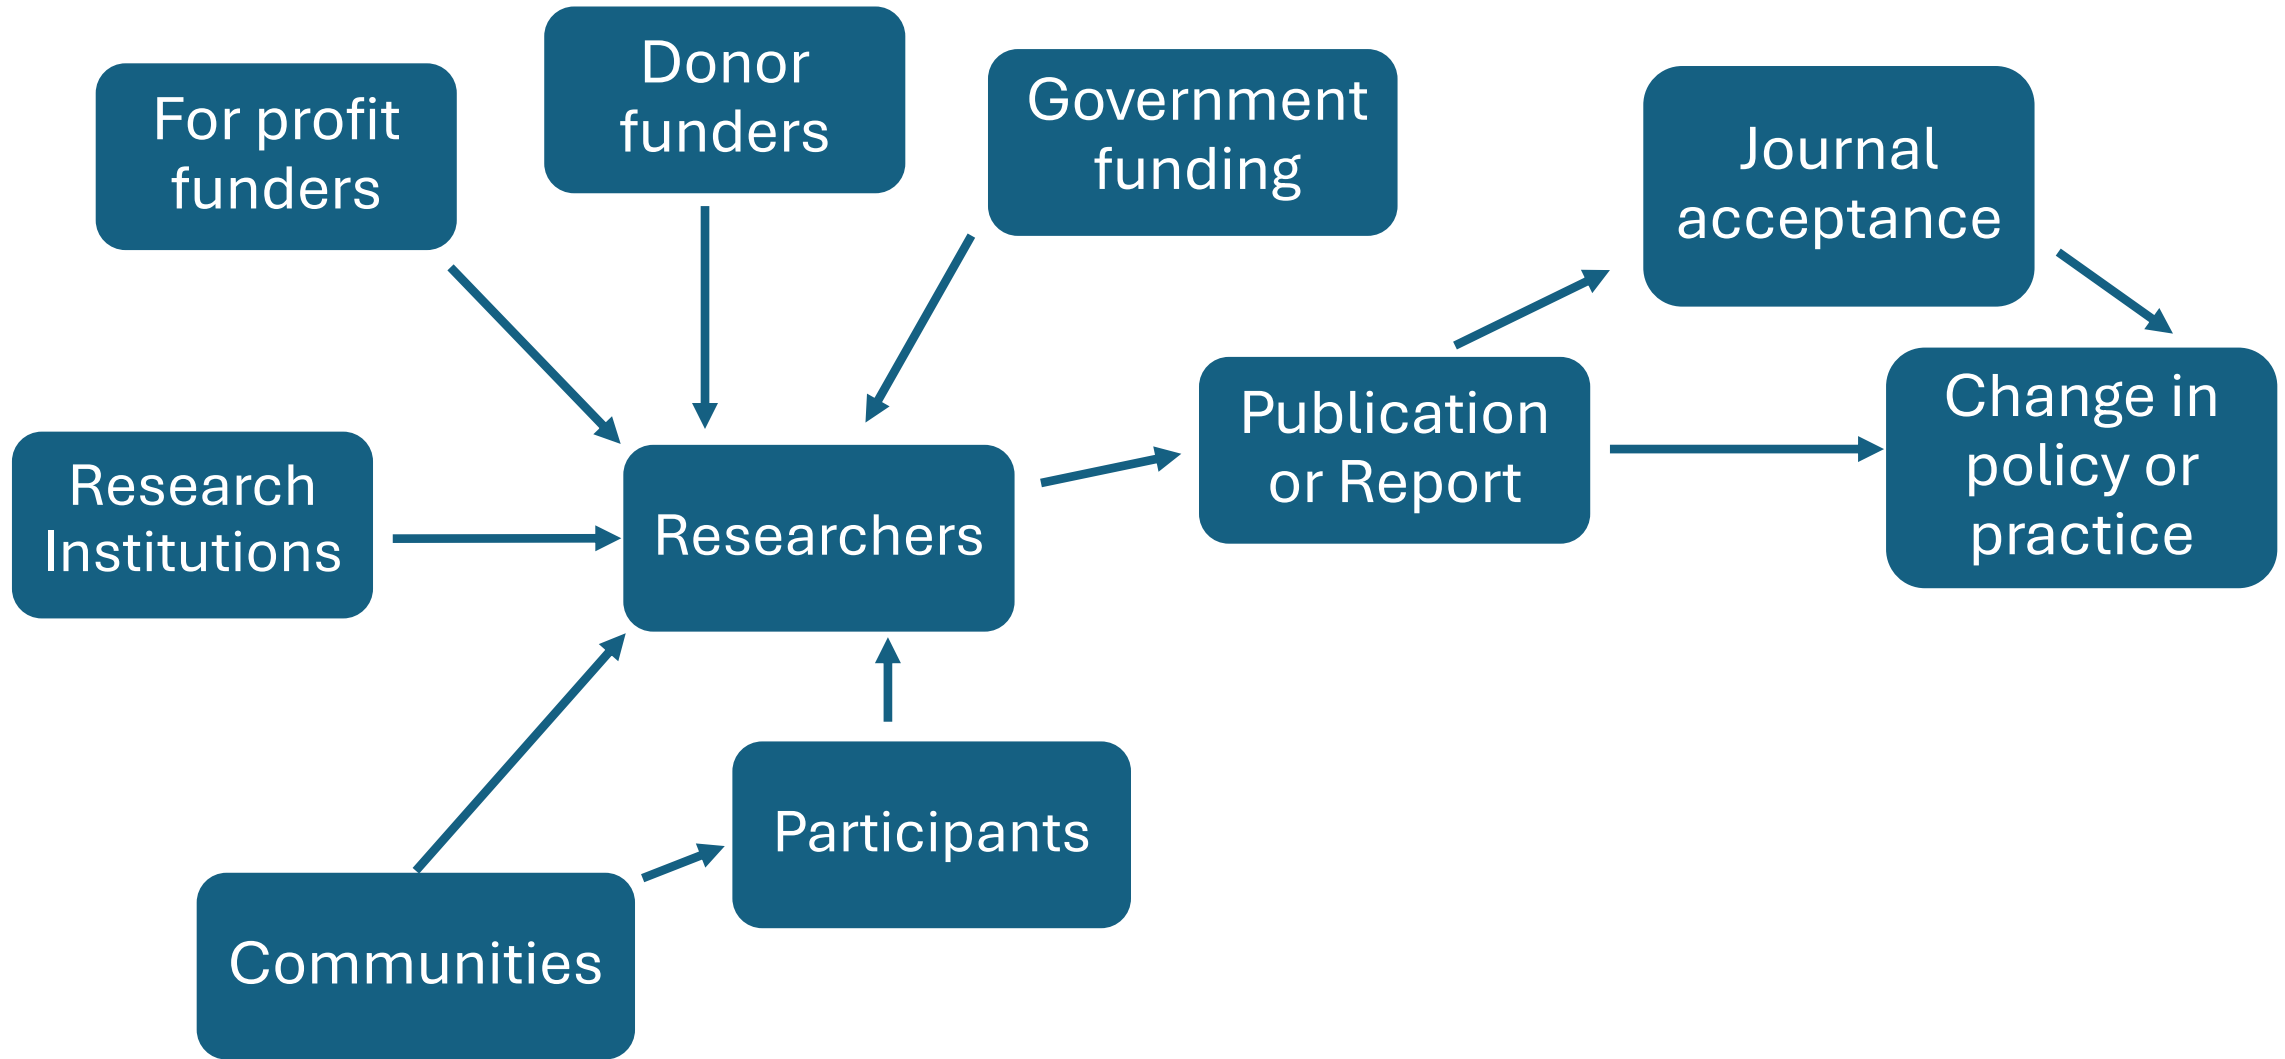 For profit
funders
Donor
funders
Government
funding
Journal
acceptance
Research
Institutions
Researchers
Publication
or Report
Change in
policy or
practice
Participants
Communities